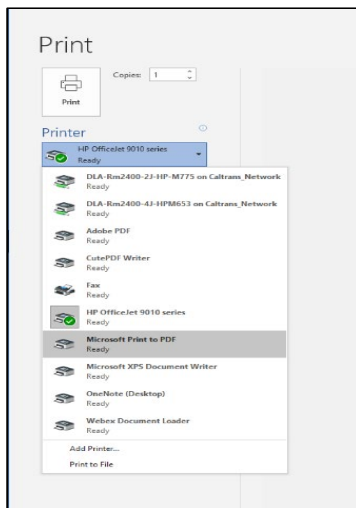 Print
Copies: 1
Print
Printer
HP OfficeJet 9010 series
Ready
DLA-Rm2400-2J-HP-M775 on Caltrans_Network
Ready
DLA-Rm2400-4J-HPM653 on Caltrans_Network
Ready
Adobe PDF
Ready
CutePDF Writer
Ready
Fax
Ready
HP OfficeJet 9010 series
Ready
Microsoft Print to PDF
Ready
Microsoft XPS Document Writer
Ready
OneNote (Desktop)
Ready
Webex Document Loader
Ready
Add Printer...
Print to File